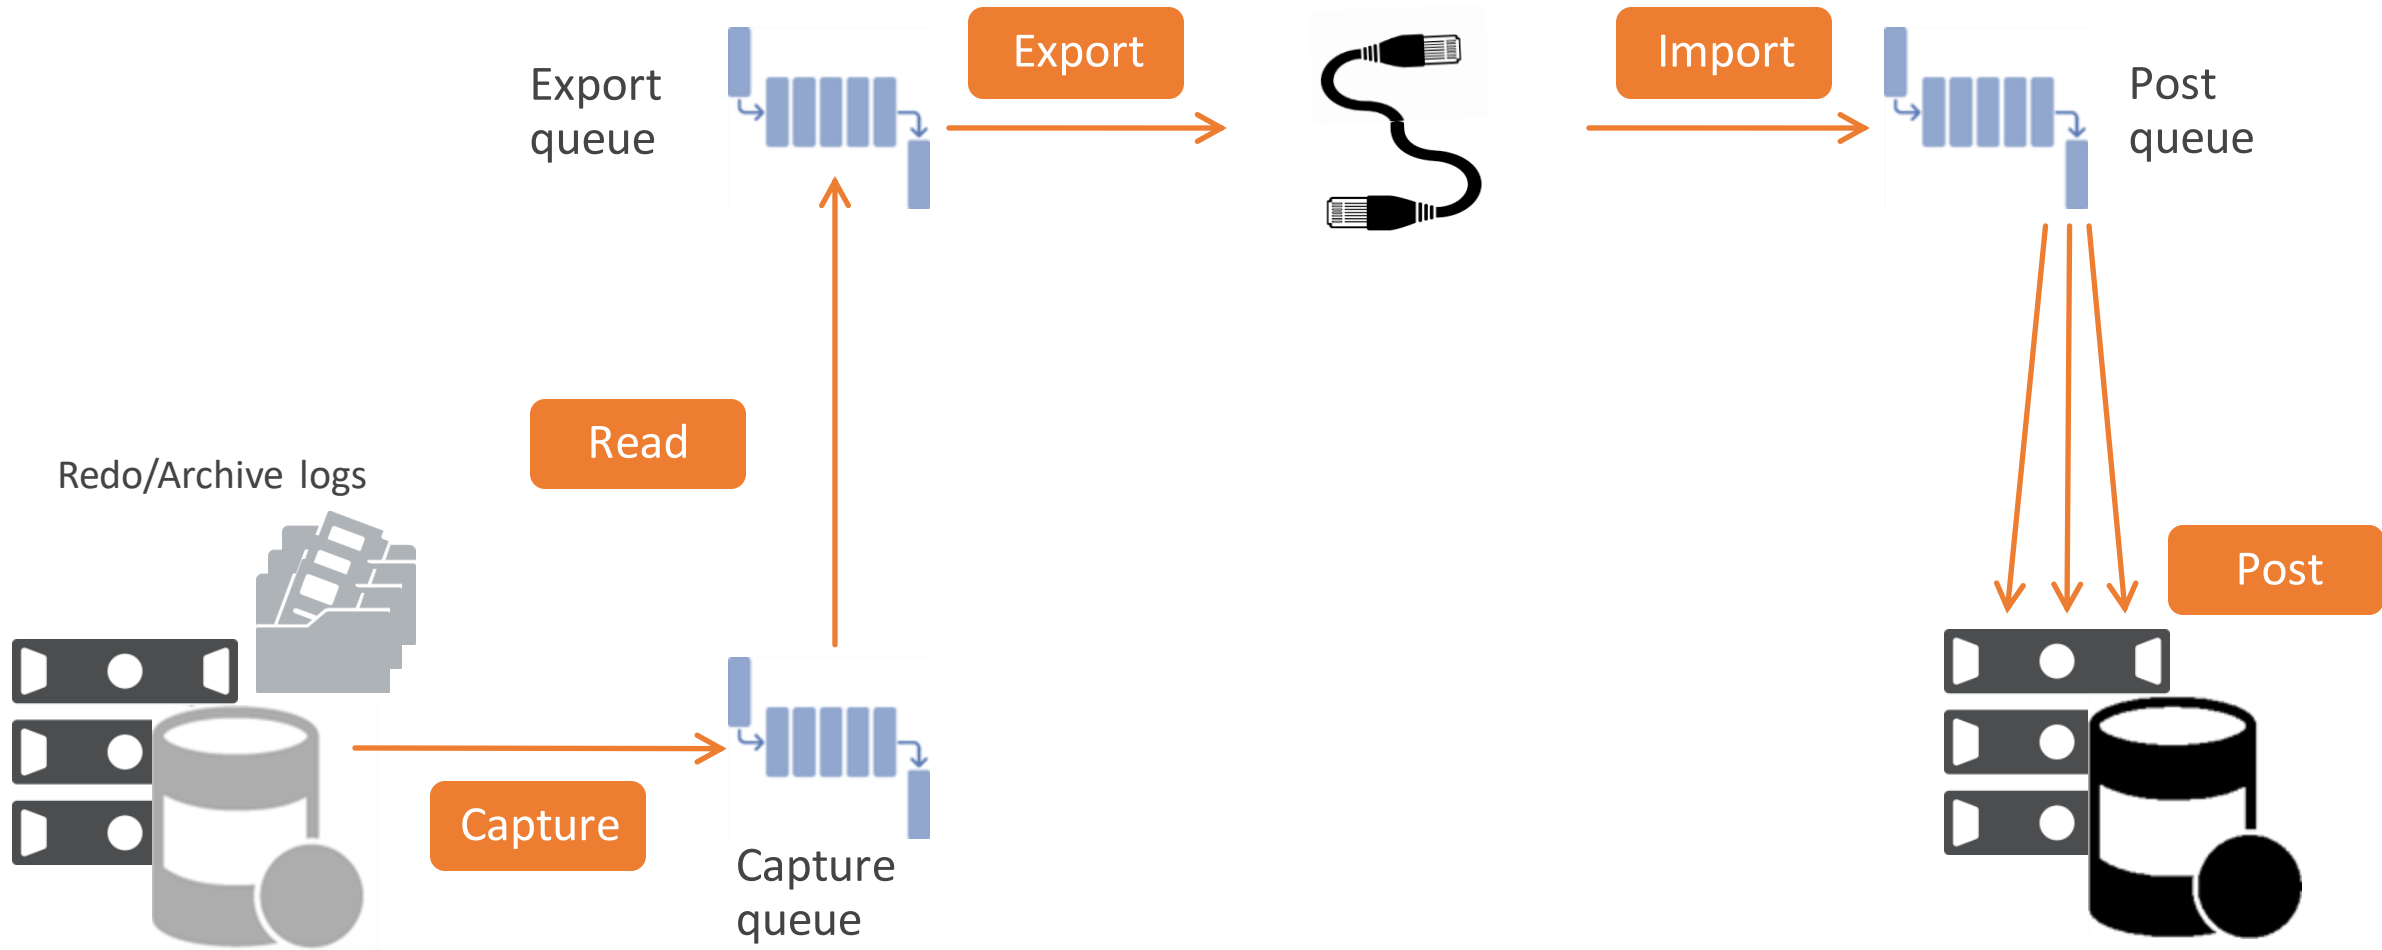 Export
Import
Export
queue
Post
queue
Read
Redo/Archive logs
Post
Capture
Capture
queue